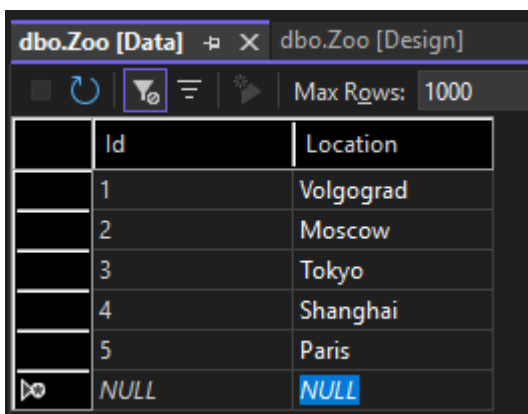 dbo.Zoo [Data] dbo.Zoo [Design]
Max Rows: 1000
Id Location
1 Volgograd
2 Moscow
3 Tokyo
4 Shanghai
5 Paris
NULL NULL